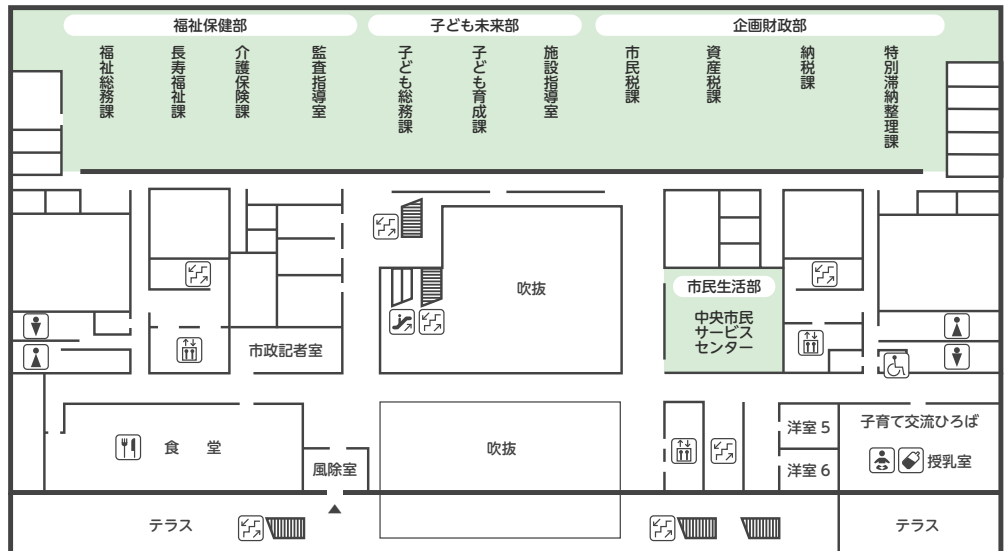 福祉保健部
子ども未来部
企画財政部
福祉総務課
長寿福祉課
介護保険課
監査指導室
子ども総務課
子ども育成課
施設指導室
市民税課
資産税課
納税課
特別滞納整理課
吹抜
市民生活部
中央市民
サービス
センター
市政記者室
食堂
吹抜
風除室
洋室5
洋室6
子育て交流ひろば
授乳室
テラス
テラス